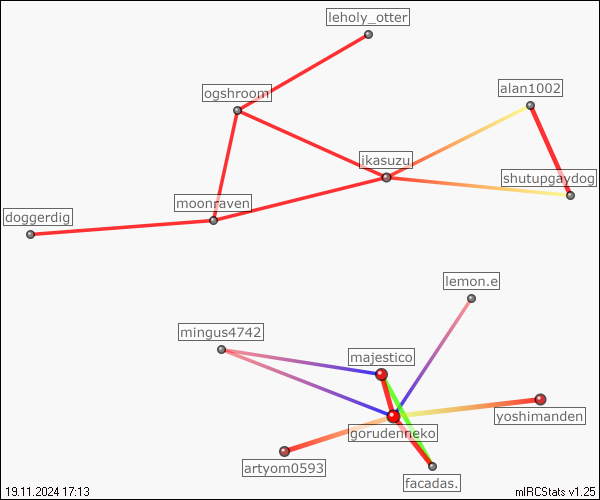 leholy_otter
alan1002
ogshroom
ikasuzu
shutupgaydog
moonraven
doggerdig
lemon.e
mingus4742
majestico
yoshimanden
gorudenneko
artyom0593
facadas.
19.11.2024 17:13
mIRCStats v1.25